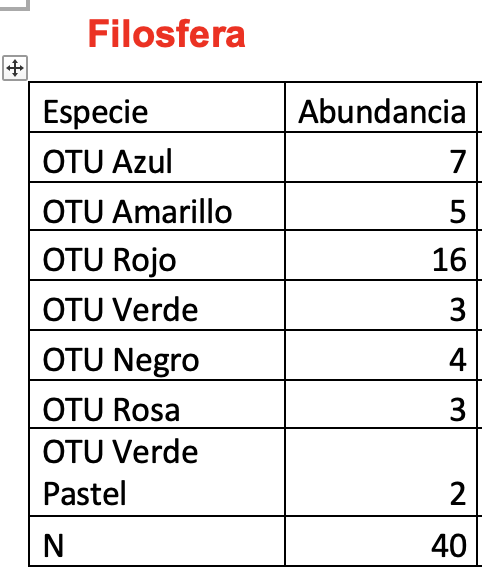 Filosfera
Especie Abundancia
OTU Azul 7
OTU Amarillo 5
OTU Rojo 16
OTU Verde 3
OTU Negro 4
OTU Rosa 3
OTU Verde
Pastel 2
N 40